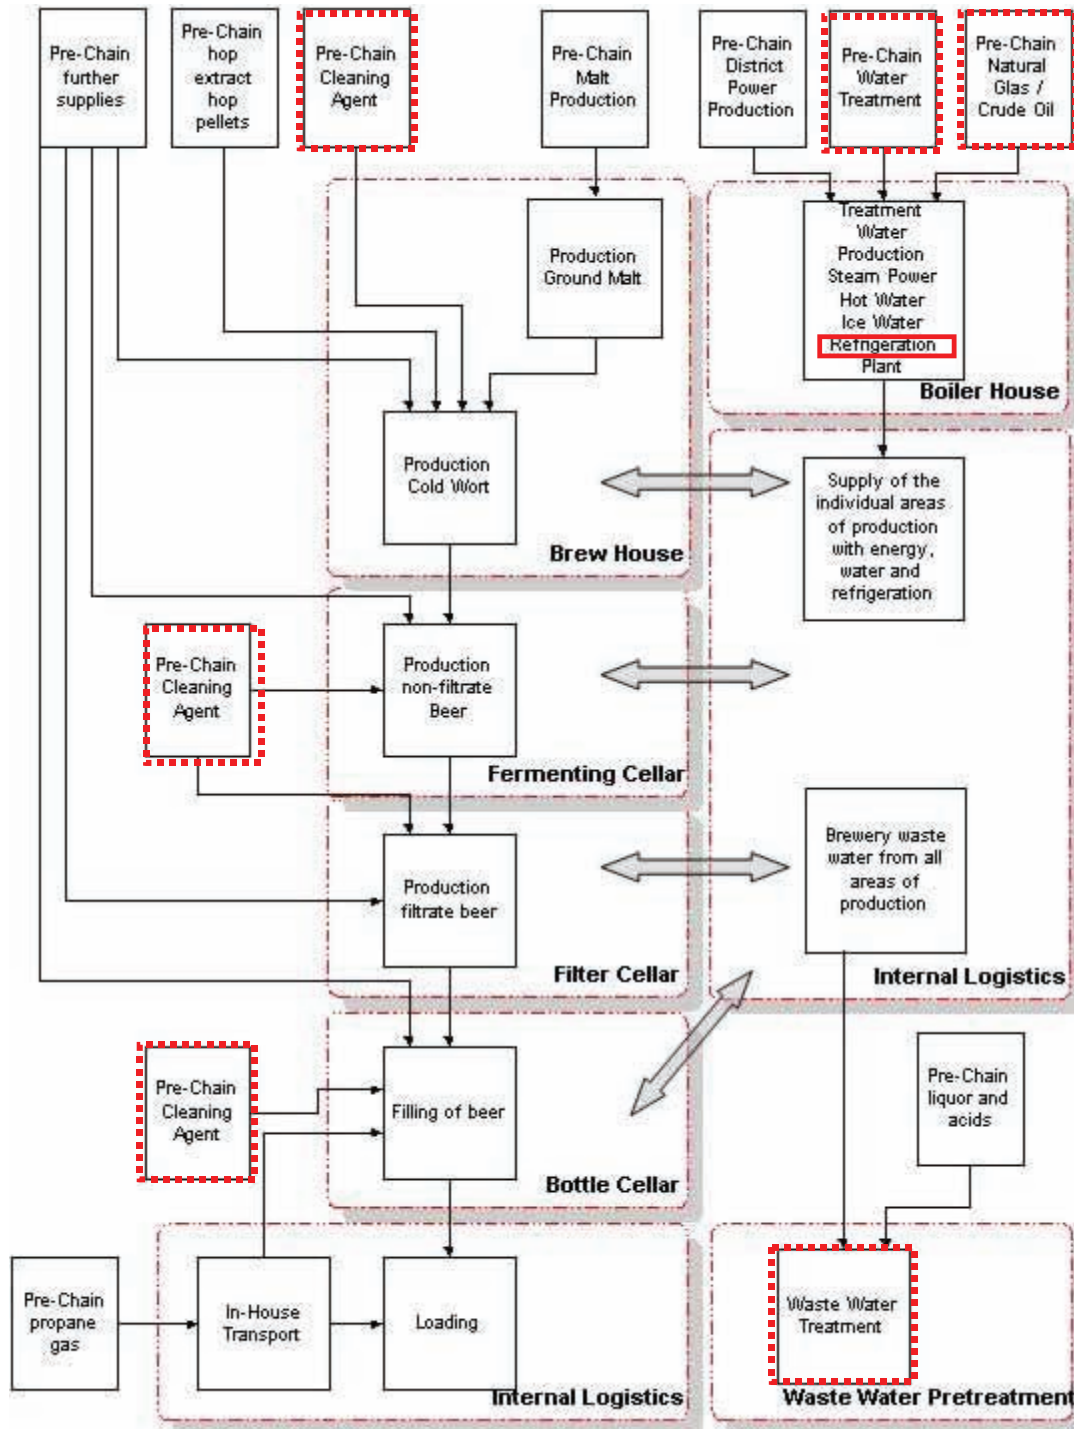 Pre-Chain
further
supplies
Pre-Chain
hop
extract
hop
pellets
Pre-Chain
Cleaning
Agent
Pre-Chain
Malt
Production
Pre-Chain
District
Power
Production
Pre-Chain
Water
Treatment
Pre-Chain
Natural
Glas /
Crude Oil
Production
Ground Malt
Treatment
Water
Production
Steam Power
Hot Water
Ice Water
Refrigeration
Plant
Boiler House
Production
Cold Wort
Brew House
Supply of the
individual areas
of production
with energy,
water and
refrigeration
Pre-Chain
Cleaning
Agent
Production
non-filtrate
Beer
Fermenting Cellar
Production
filtrate beer
Filter Cellar
Brewery waste
water from all
areas of
production
Internal Logistics
Pre-Chain
Cleaning
Agent
Filling of beer
Bottle Cellar
Pre-Chain
liquor and
acids
Pre-Chain
propane
gas
In-House
Transport
Loading
Internal Logistics
Waste Water
Treatment
Waste Water Pretreatment